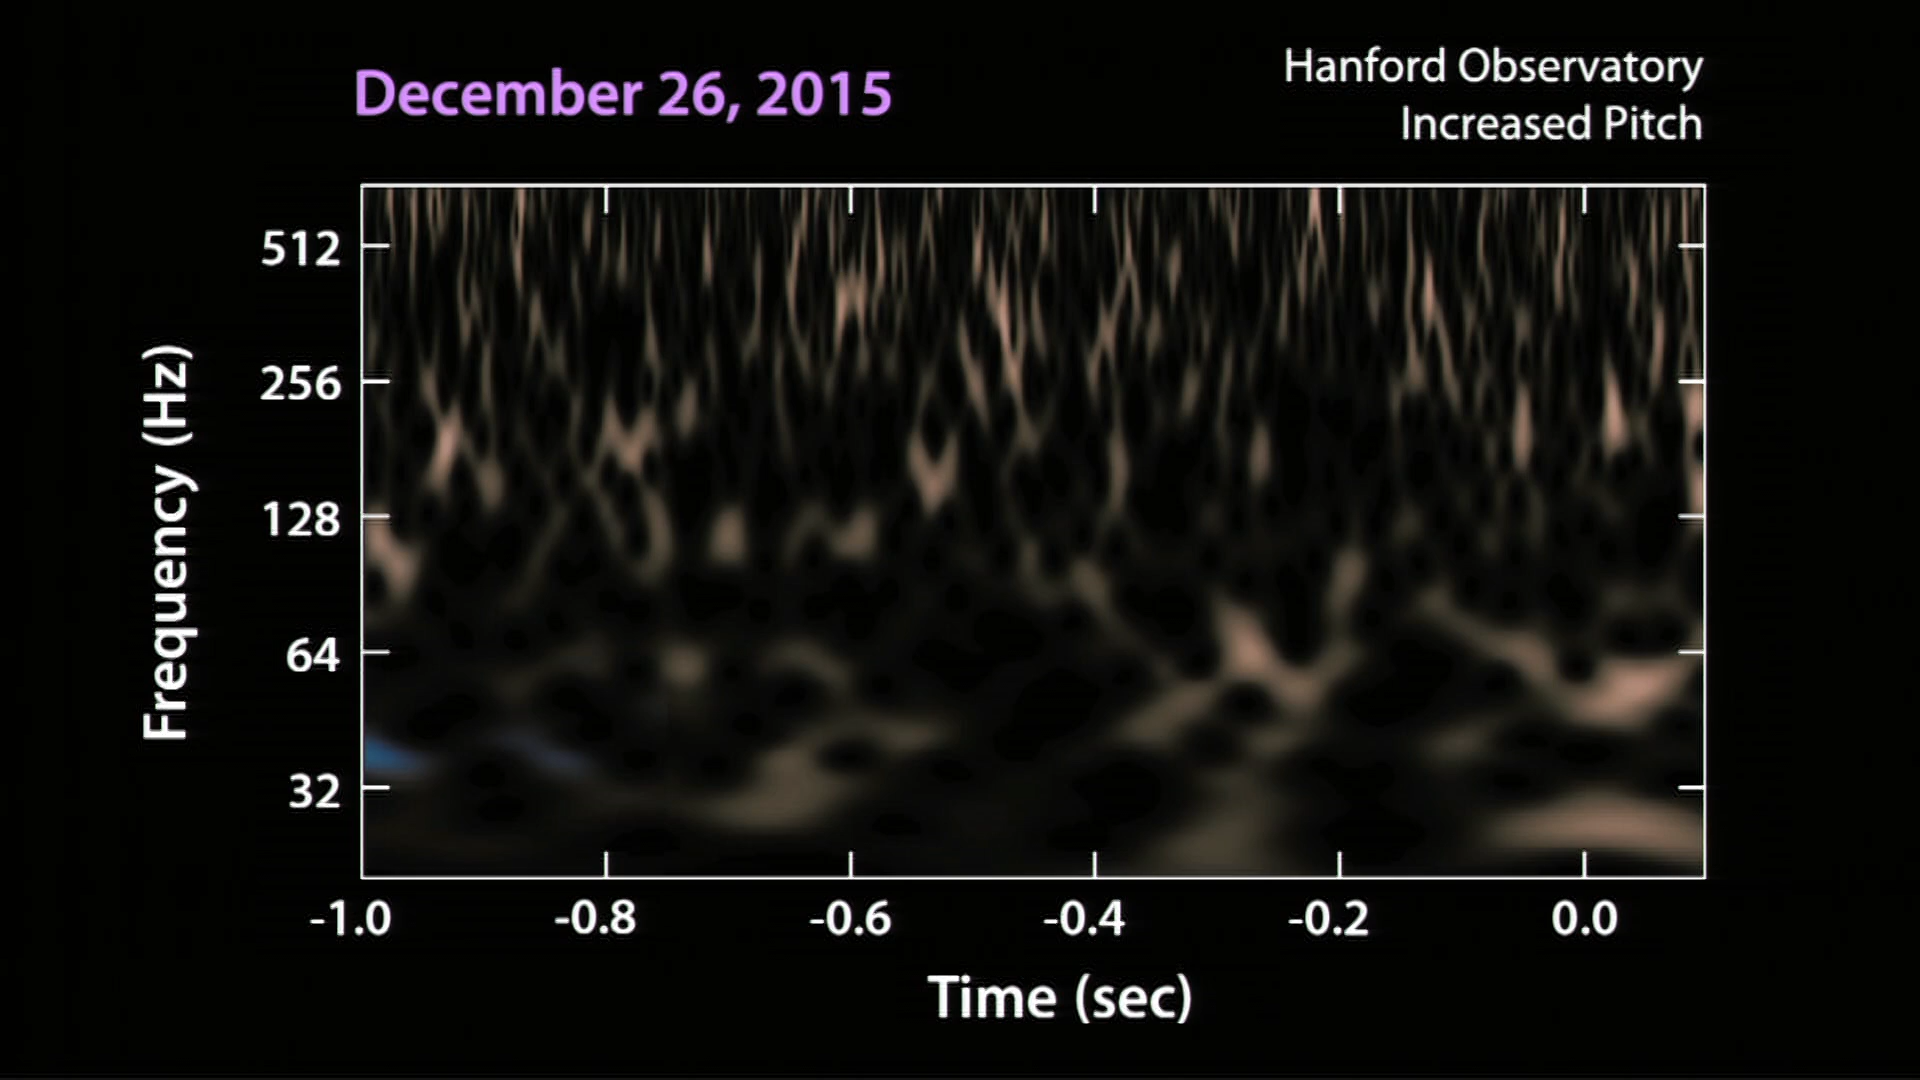 December 26, 2015
Hanford Observatory
Increased Pitch
Frequency (Hz)
512
256
128
64
32
-1.0 -0.8 -0.6 -0.4 -0.2 0.0
Time (sec)